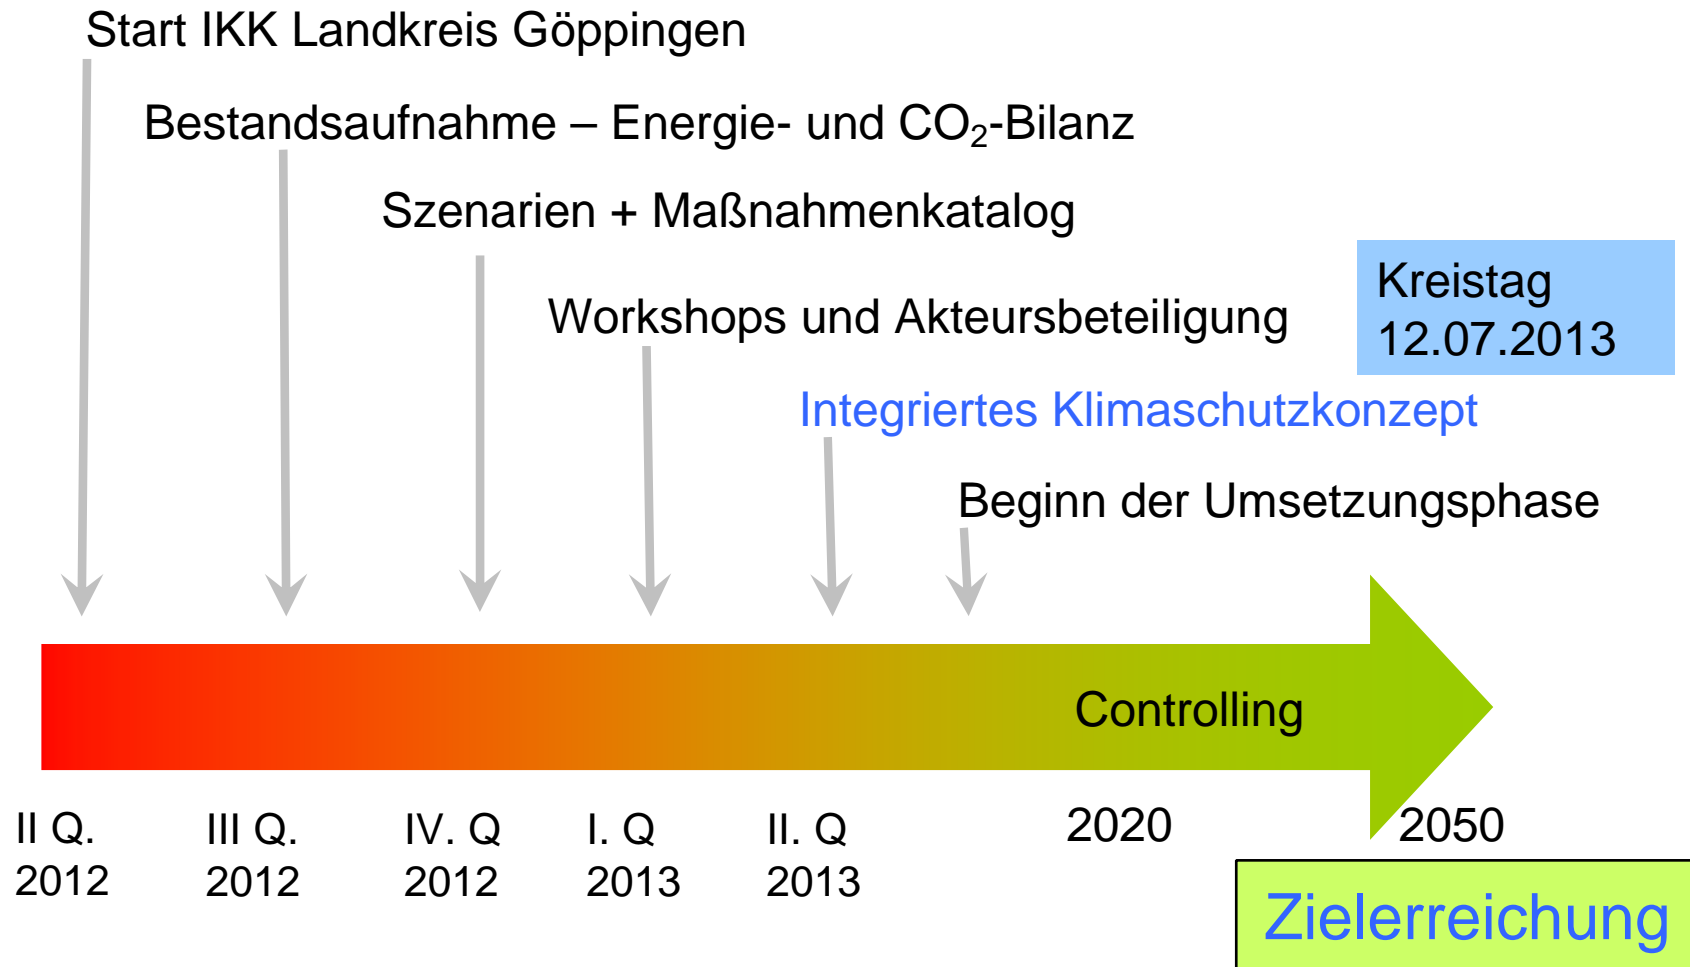 Start IKK Landkreis Göppingen
Bestandsaufnahme – Energie- und CO₂-Bilanz
Szenarien + Maßnahmenkatalog
Workshops und Akteursbeteiligung
Kreistag
12.07.2013
Integriertes Klimaschutzkonzept
Beginn der Umsetzungsphase
Controlling
II Q.
2012
III Q.
2012
IV. Q
2012
I. Q
2013
II. Q
2013
2020
2050
Zielerreichung